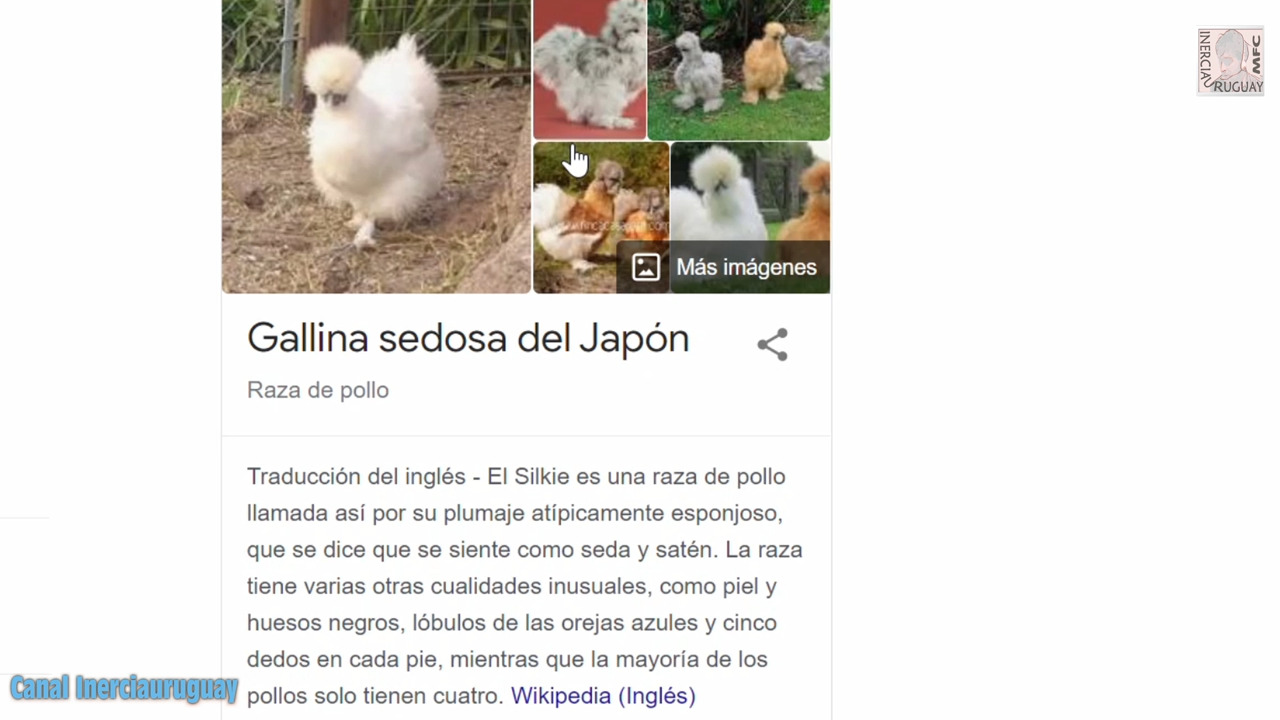 INERCIA
URUGUAY
MFC
Más imágenes
Gallina sedosa del Japón
Raza de pollo
Traducción del inglés - El Silkie es una raza de pollo
llamada así por su plumaje atípicamente esponjoso,
que se dice que se siente como seda y satén. La raza
tiene varias otras cualidades inusuales, como piel y
huesos negros, lóbulos de las orejas azules y cinco
dedos en cada pie, mientras que la mayoría de los
pollos solo tienen cuatro. Wikipedia (Inglés)
Canal Inerciauruguay